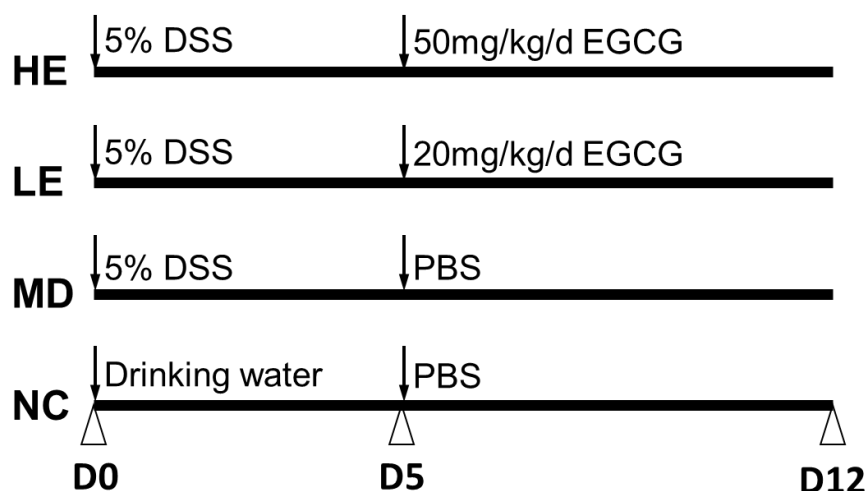 5% DSS 50mg/kg/d EGCG
HE
5% DSS 20mg/kg/d EGCG
LE
5% DSS PBS
MD
Drinking water PBS
NC
D0 D5 D12